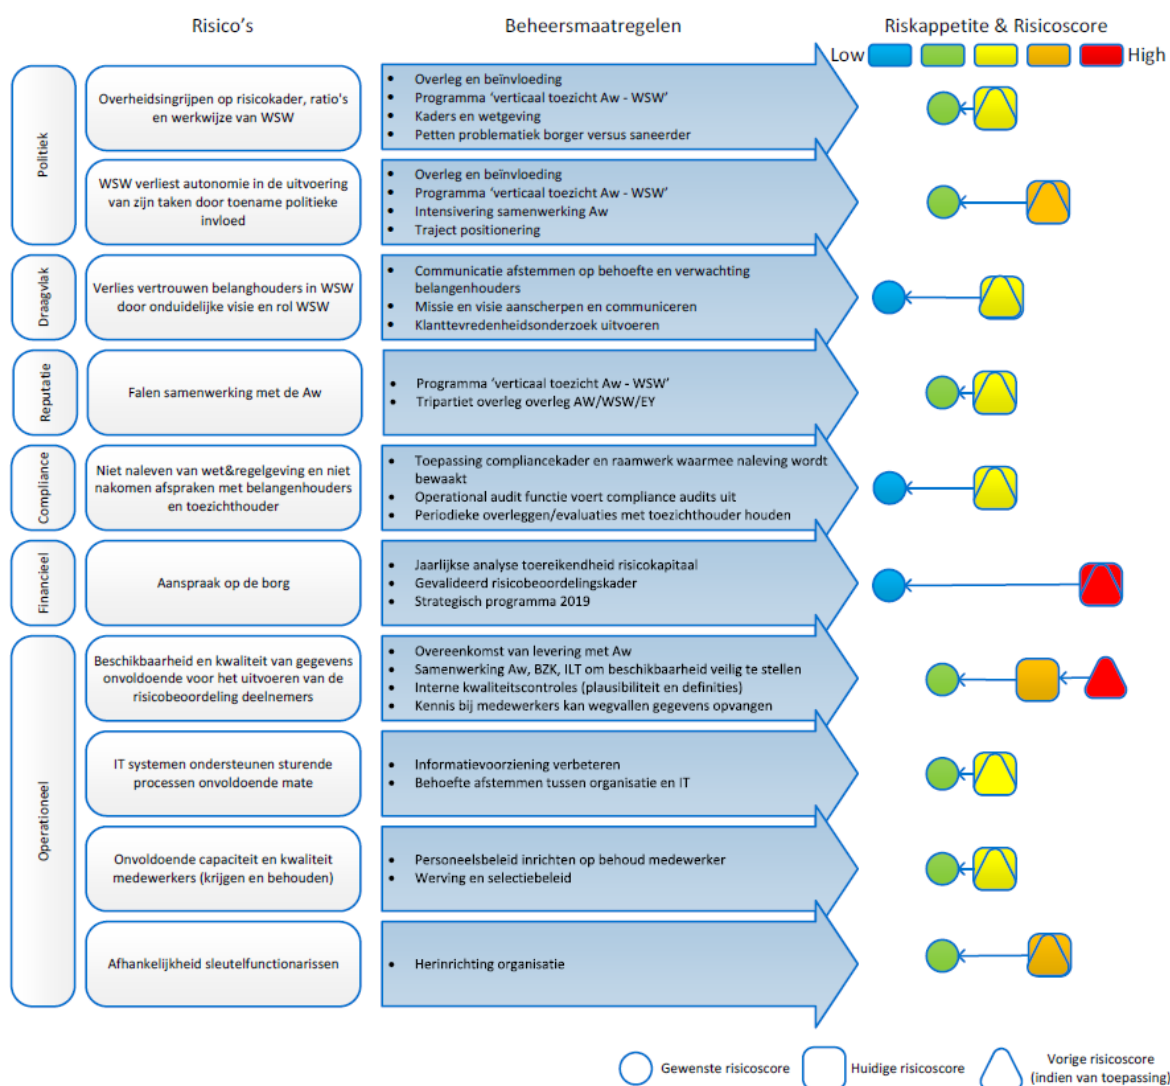 Risico's
Beheersmaatregelen
Riskappetite & Risicoscore
Low
High
Politiek
Overheidsingrijpen op risicokader, ratio's
en werkwijze van WSW
• Overleg en beïnvloeding
• Programma ‘verticaal toezicht Aw - WSW’
• Kaders en wetgeving
• Petten problematiek borger versus saneerder
WSW verliest autonomie in de uitvoering
van zijn taken door toename politieke
invloed
• Overleg en beïnvloeding
• Programma ‘verticaal toezicht Aw - WSW’
• Intensivering samenwerking Aw
• Traject positionering
Draagvlak
Verlies vertrouwen belanghouders in WSW
door onduidelijke visie en rol WSW
• Communicatie afstemmen op behoefte en verwachting
belangenhouders
• Missie en visie aanscherpen en communiceren
• Klanttevredenheidsonderzoek uitvoeren
Reputatie
Falen samenwerking met de Aw
• Programma ‘verticaal toezicht Aw - WSW’
• Tripartiet overleg overleg AW/WSW/EY
Compliance
Niet naleven van wet&regelgeving en niet
nakomen afspraken met belangenhouders
en toezichthouder
• Toepassing compliancekader en raamwerk waarmee naleving wordt
bewaakt
• Operational audit functie voert compliance audits uit
• Periodieke overleggen/evaluaties met toezichthouder houden
Financieel
Aanspraak op de borg
• Jaarlijkse analyse toereikendheid risicokapitaal
• Gevalideerd risicobeoordelingskader
• Strategisch programma 2019
Operationeel
Beschikbaarheid en kwaliteit van gegevens
onvoldoende voor het uitvoeren van de
risicobeoordeling deelnemers
• Overeenkomst van levering met Aw
• Samenwerking Aw, BZK, ILT om beschikbaarheid veilig te stellen
• Interne kwaliteitscontroles (plausibiliteit en definities)
• Kennis bij medewerkers kan wegvallen gegevens opvangen
IT systemen ondersteunen sturende
processen onvoldoende mate
• Informatievoorziening verbeteren
• Behoefte afstemmen tussen organisatie en IT
Onvoldoende capaciteit en kwaliteit
medewerkers (krijgen en behouden)
• Personeelsbeleid inrichten op behoud medewerker
• Werving en selectiebeleid
Afhankelijkheid sleutelfunctionarissen
• Herinrichting organisatie
Gewenste risicoscore
Huidige risicoscore
Vorige risicoscore
(indien van toepassing)